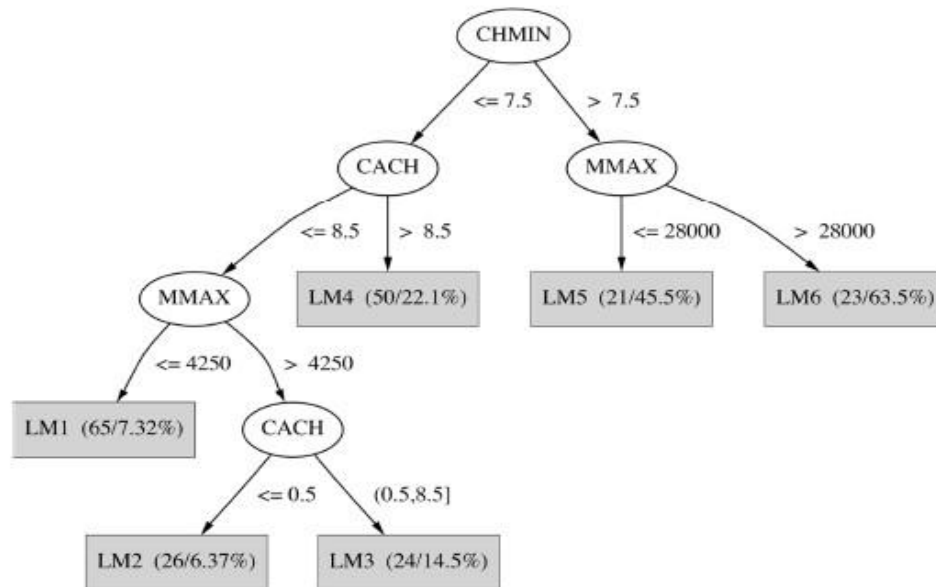 CHMIN
<= 7.5
> 7.5
CACH
MMAX
<= 8.5
> 8.5
<= 28000
> 28000
MMAX
LM4 (50/22.1%)
LM5 (21/45.5%)
LM6 (23/63.5%)
<= 4250
> 4250
LM1 (65/7.32%)
CACH
<= 0.5
(0.5,8.5]
LM2 (26/6.37%)
LM3 (24/14.5%)